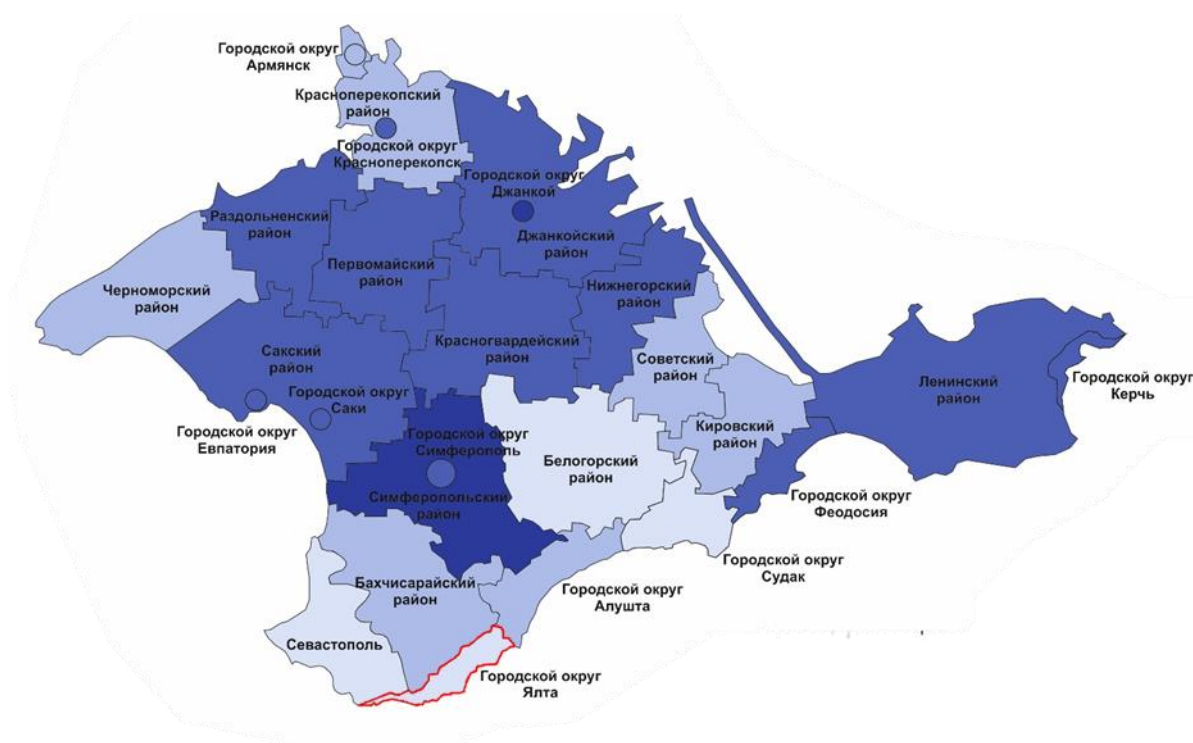 Городской округ
Армянск
Красноперекопский
район
Городской округ
Красноперекопск
Городской округ
Джанкой
Раздольненский
район
Джанкойский
район
Первомайский
район
Черноморский
район
Нижнегорский
район
Красногвардейский
район
Сакский
район
Советский
район
Ленинский
район
Городской округ
Керчь
Городской округ
Саки
Городской округ
Евпатория
Городской округ
Симферополь
Кировский
район
Белогорский
район
Симферопольский
район
Городской округ
Феодосия
Городской округ
Судак
Бахчисарайский
район
Городской округ
Алушта
Севастополь
Городской округ
Ялта